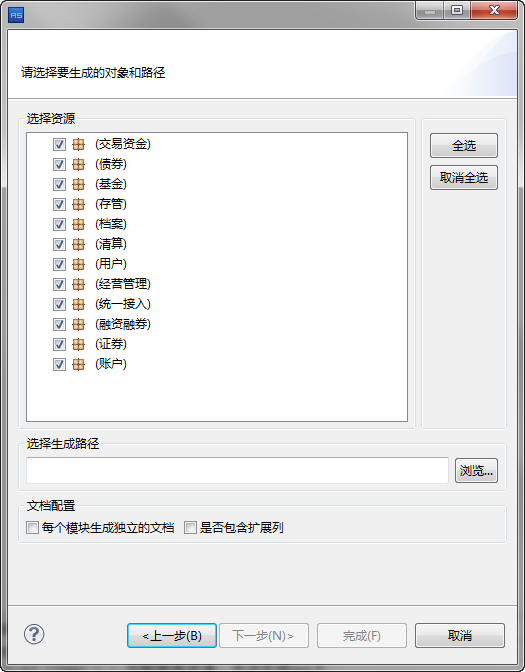 AS
请选择要生成的对象和路径
选择资源
(交易资金)
(债券)
(基金)
(存管)
(档案)
(清算)
(用户)
(经营管理)
(统一接入)
(融资融券)
(证券)
(账户)
全选
取消全选
选择生成路径
浏览...
文档配置
每个模块生成独立的文档 是否包含扩展列
?
<上一步(B) 下一步(N)> 完成(F) 取消